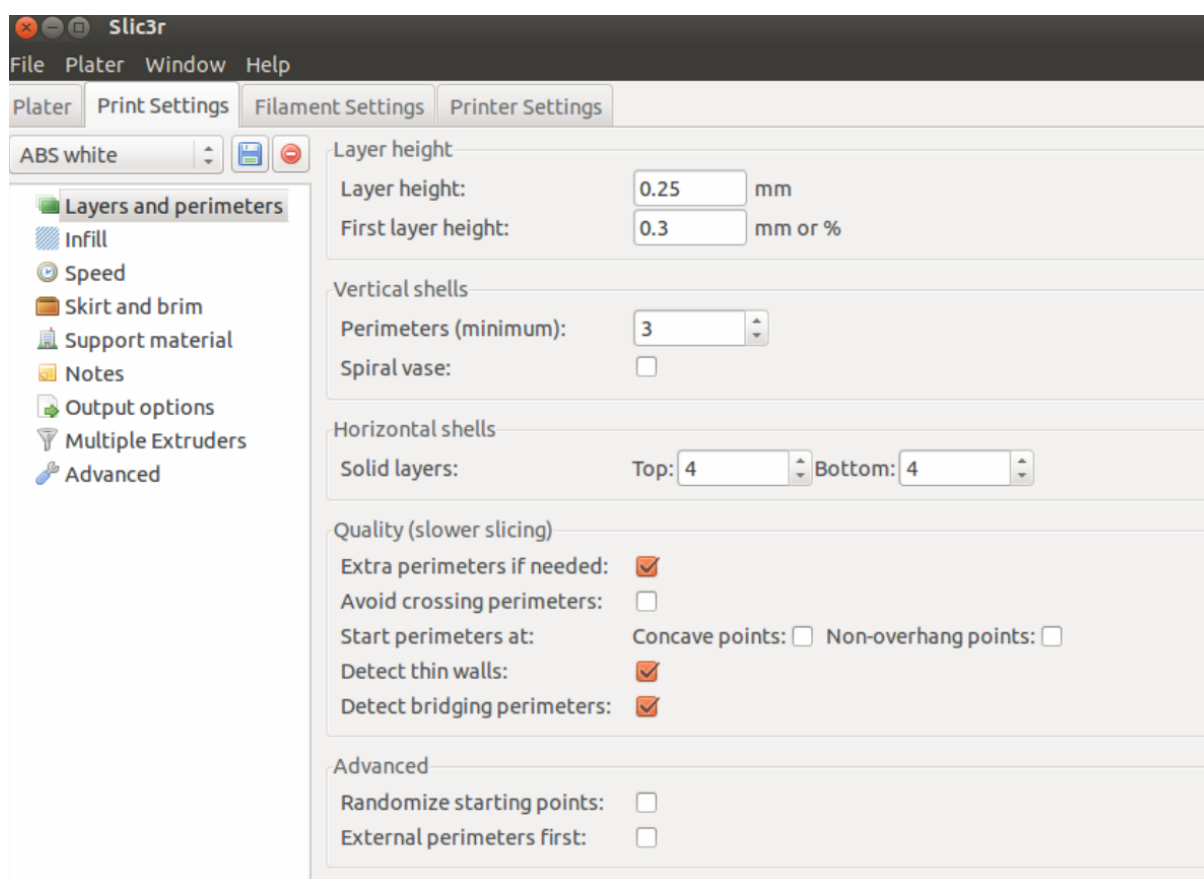 Slic3r
File Plater Window Help
Plater Print Settings Filament Settings Printer Settings
ABS white
Layers and perimeters
Infill
Speed
Skirt and brim
Support material
Notes
Output options
Multiple Extruders
Advanced
Layer height
Layer height: 0.25 mm
First layer height: 0.3 mm or %
Vertical shells
Perimeters (minimum): 3
Spiral vase:
Horizontal shells
Solid layers: Top: 4 Bottom: 4
Quality (slower slicing)
Extra perimeters if needed:
Avoid crossing perimeters:
Start perimeters at: Concave points: Non-overhang points:
Detect thin walls:
Detect bridging perimeters:
Advanced
Randomize starting points:
External perimeters first: